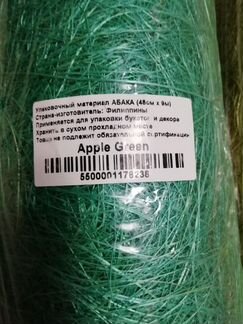 Упаковочный материал АБАКА (48см х 9м)
Страна-изготовитель: Филиппины
Применяется для упаковки букетов и декора
Хранить в сухом прохладном месте
Товар не подлежит обязательной сертификации
Apple Green
5500001178238